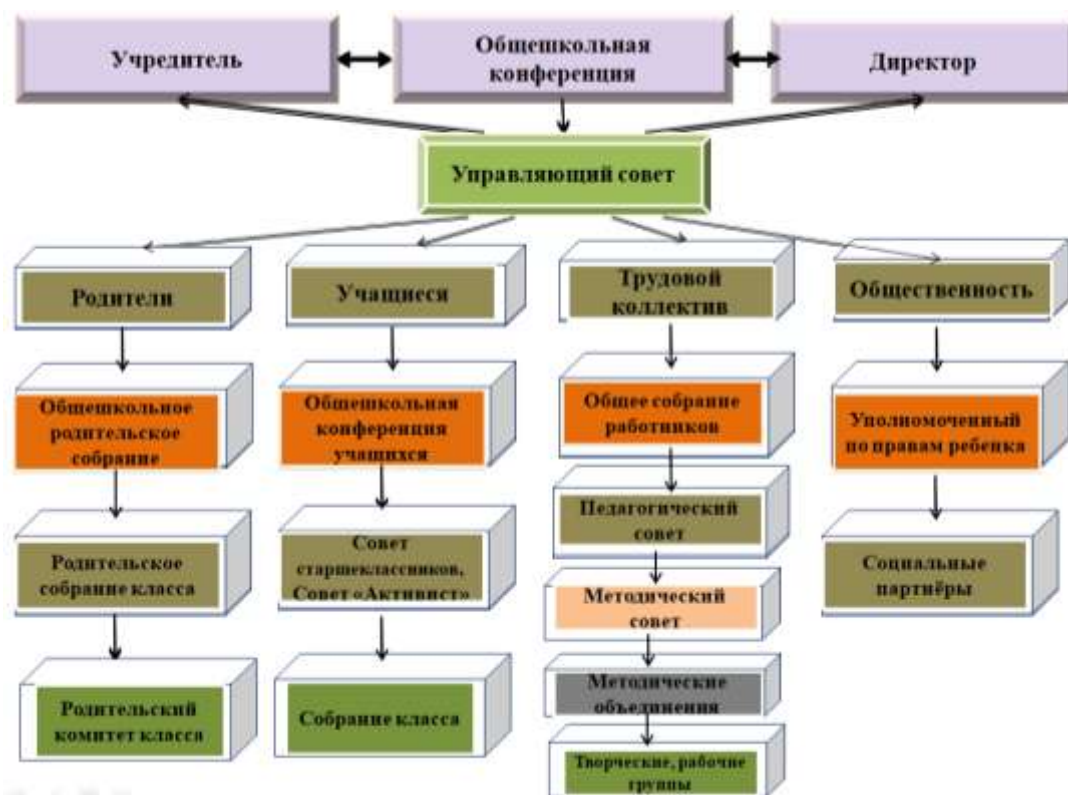 Учредитель
Общешкольная
конференция
Директор
Управляющий совет
Родители
Учащиеся
Трудовой
коллектив
Общественность
Общешкольное
родительское
собрание
Общешкольная
конференция
учащихся
Общее собрание
работников
Уполномоченный
по правам ребенка
Родительское
собрание класса
Совет
старшеклассников,
Совет «Активист»
Педагогический
совет
Социальные
партнёры
Методический
совет
Родительский
комитет класса
Собрание класса
Методические
объединения
Творческие, рабочие
группы